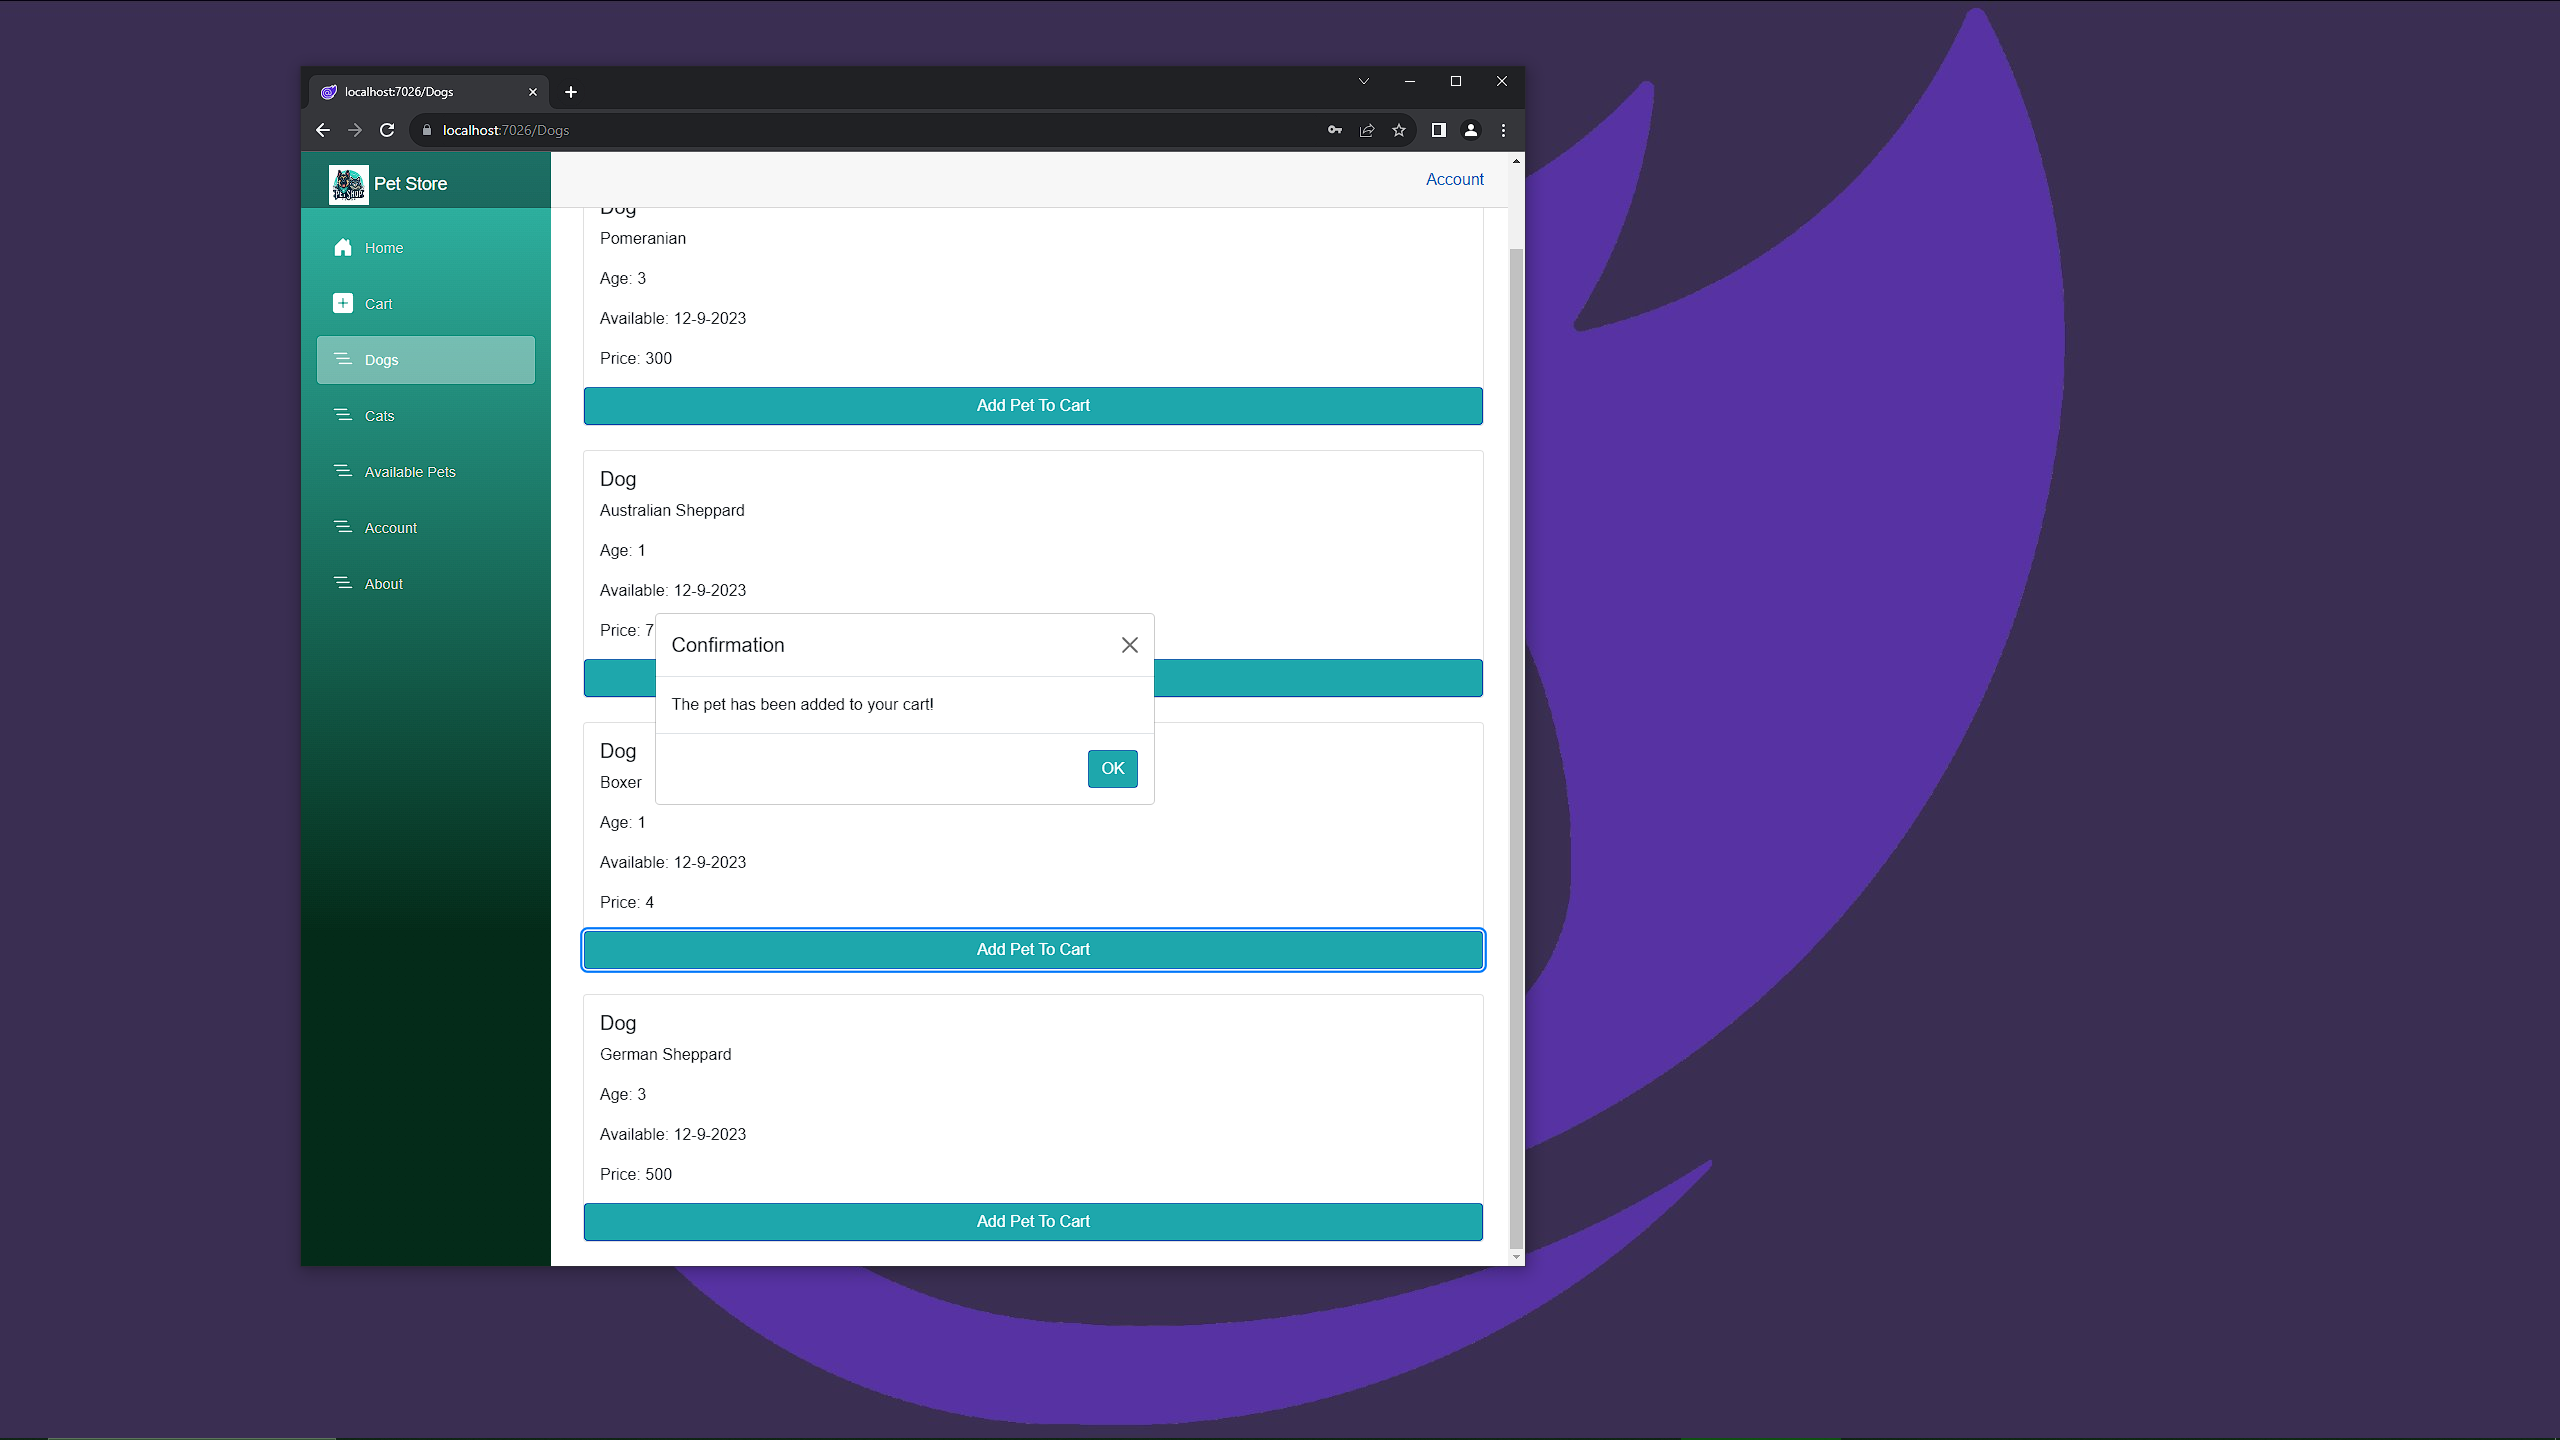 localhost:7026/Dogs
localhost:7026/Dogs
PET SHOP
Pet Store
Account
Home
Cart
Dogs
Cats
Available Pets
Account
About
Dog
Pomeranian
Age: 3
Available: 12-9-2023
Price: 300
Add Pet To Cart
Dog
Australian Sheppard
Age: 1
Available: 12-9-2023
Price: 7
Confirmation
The pet has been added to your cart!
OK
Dog
Boxer
Age: 1
Available: 12-9-2023
Price: 4
Add Pet To Cart
Dog
German Sheppard
Age: 3
Available: 12-9-2023
Price: 500
Add Pet To Cart